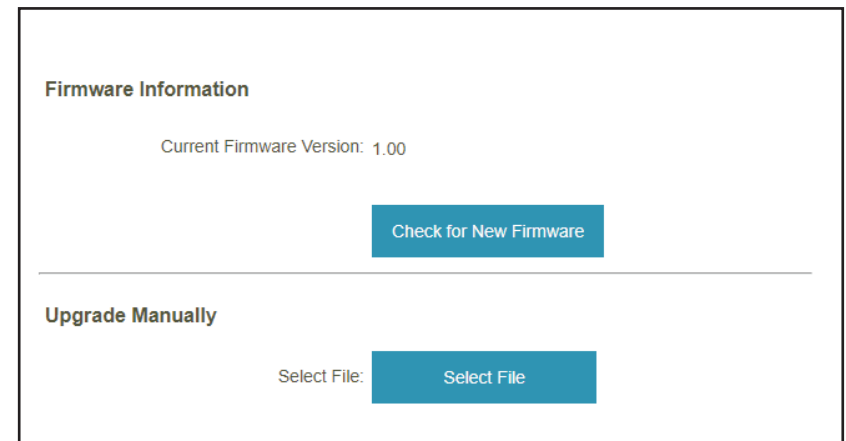 Firmware Information
Current Firmware Version: 1.00
Check for New Firmware
Upgrade Manually
Select File: Select File